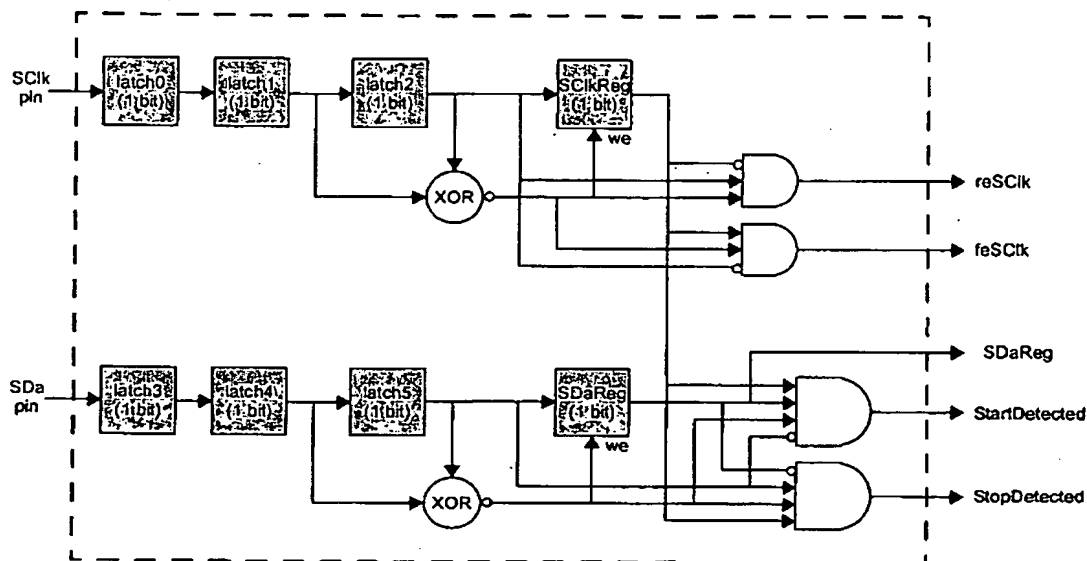 SClk
pin
latch0
(1 bit)
latch1
(1 bit)
latch2
(1 bit)
SClkReg
(1 bit)
we
XOR
reSClk
feSClk
SDa
pin
latch3
(1 bit)
latch4
(1 bit)
latch5
(1 bit)
SDaReg
(1 bit)
we
XOR
SDaReg
StartDetected
StopDetected